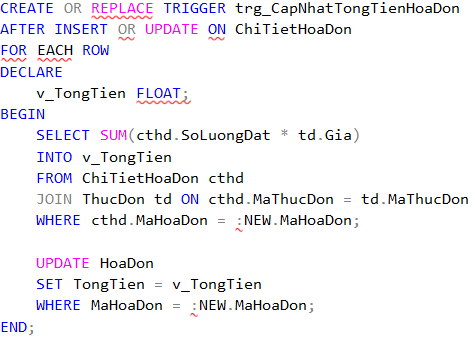 CREATE OR REPLACE TRIGGER trg_CapNhatTongTienHoaDon
AFTER INSERT OR UPDATE ON ChiTietHoaDon
FOR EACH ROW
DECLARE
    v_TongTien FLOAT;
BEGIN
    SELECT SUM(cthd.SoLuongDat * td.Gia)
    INTO v_TongTien
    FROM ChiTietHoaDon cthd
    JOIN ThucDon td ON cthd.MaThucDon = td.MaThucDon
    WHERE cthd.MaHoaDon = :NEW.MaHoaDon;

    UPDATE HoaDon
    SET TongTien = v_TongTien
    WHERE MaHoaDon = :NEW.MaHoaDon;
END;